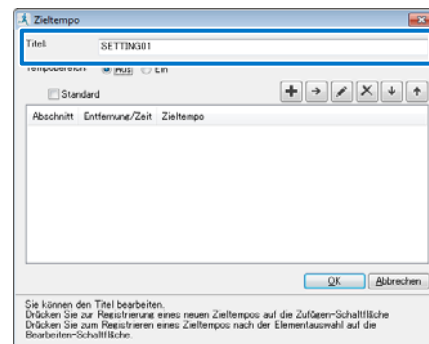 Zieltempo
Titel: SETTING01
Tempobereich: Aus Ein
Standard
Abschnitt Entfernung/Zeit Zieltempo
OK Abbrechen
Sie können den Titel bearbeiten.
Drücken Sie zur Registrierung eines neuen Zieltempos auf die Zufügen-Schaltfläche
Drücken Sie zum Registrieren eines Zieltempos nach der Elementauswahl auf die
Bearbeiten-Schaltfläche.